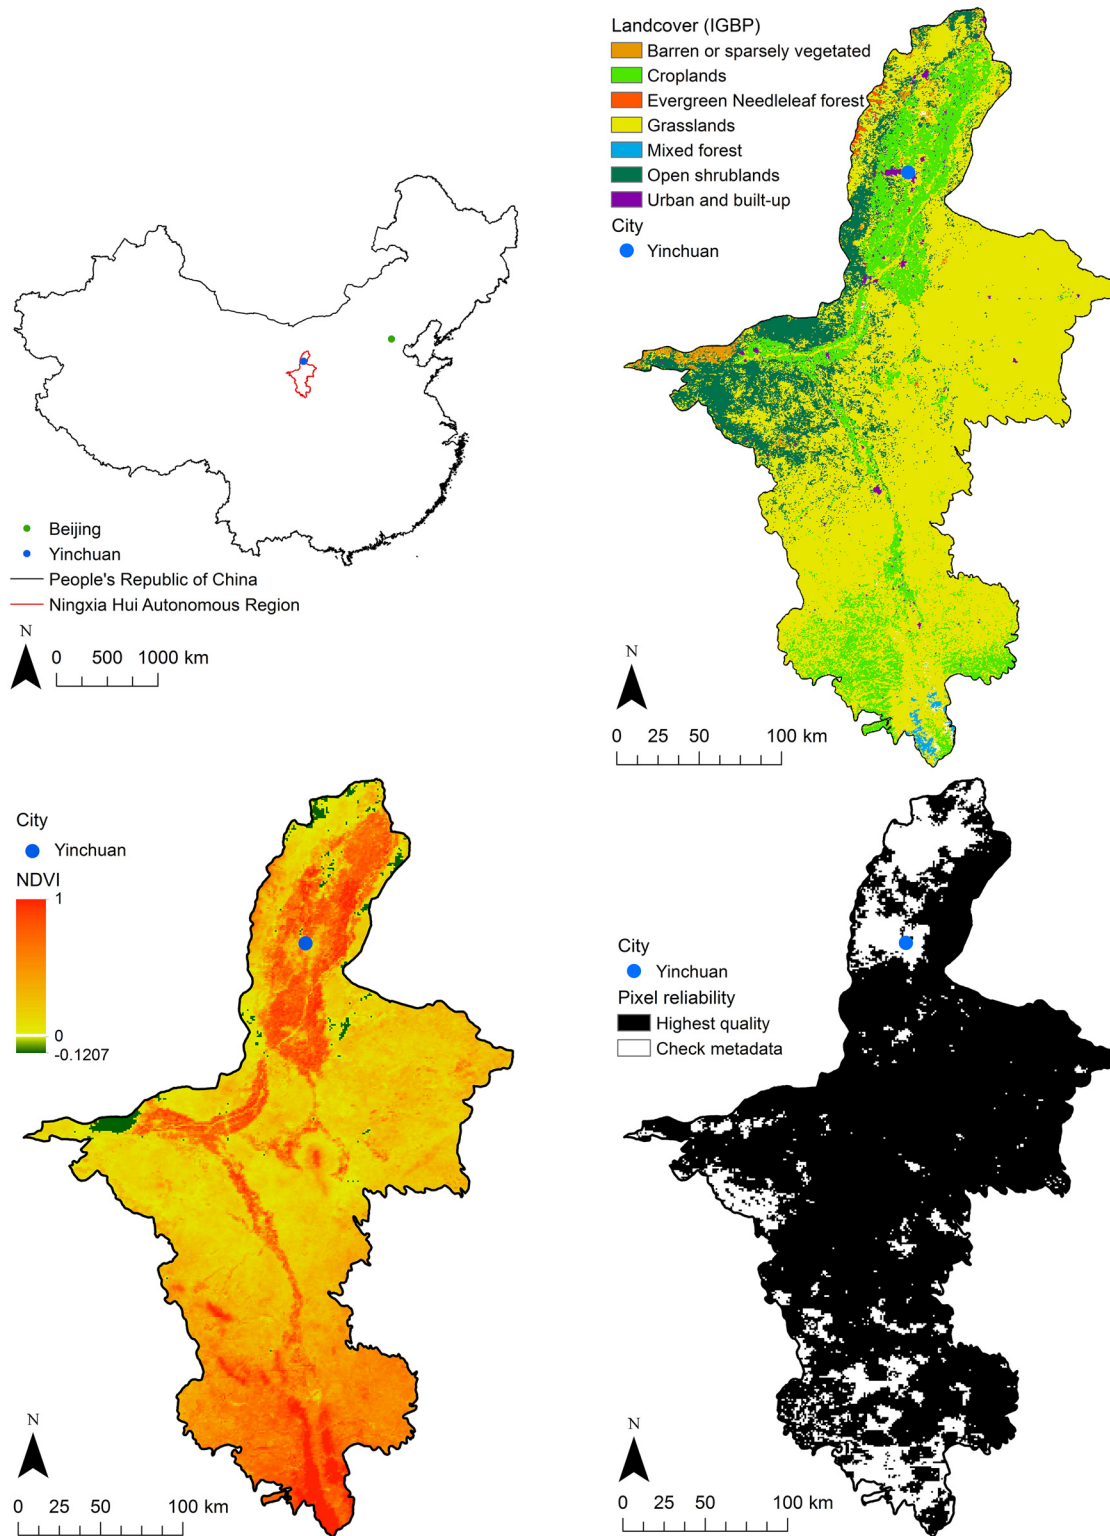 Beijing
Yinchuan
People's Republic of China
Ningxia Hui Autonomous Region
N
0 500 1000 km
Landcover (IGBP)
Barren or sparsely vegetated
Croplands
Evergreen Needleleaf forest
Grasslands
Mixed forest
Open shrublands
Urban and built-up
City
Yinchuan
N
0 25 50 100 km
City
Yinchuan
NDVI
1
0
-0.1207
N
0 25 50 100 km
City
Yinchuan
Pixel reliability
Highest quality
Check metadata
N
0 25 50 100 km